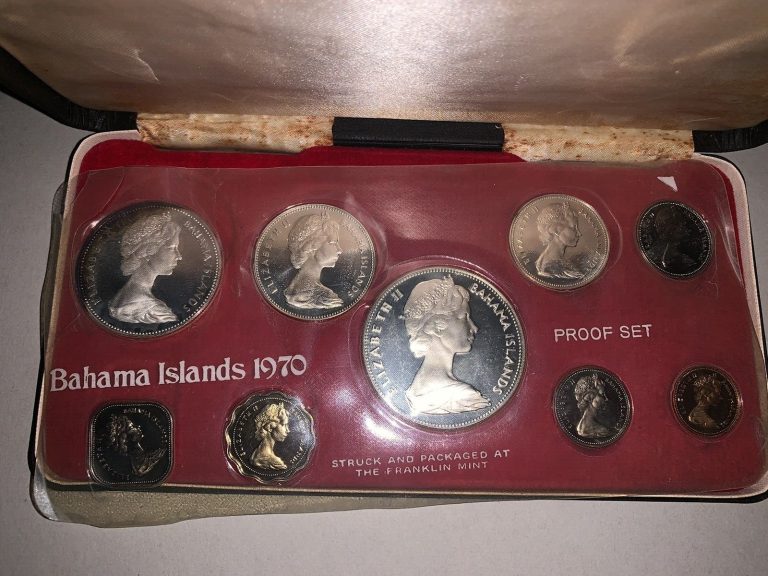 ELIZABETH II BAHAMA ISLANDS
ELIZABETH II BAHAMA ISLANDS
ELIZABETH II BAHAMA ISLANDS
PROOF SET
Bahama Islands 1970
STRUCK AND PACKAGED AT
THE FRANKLIN MINT